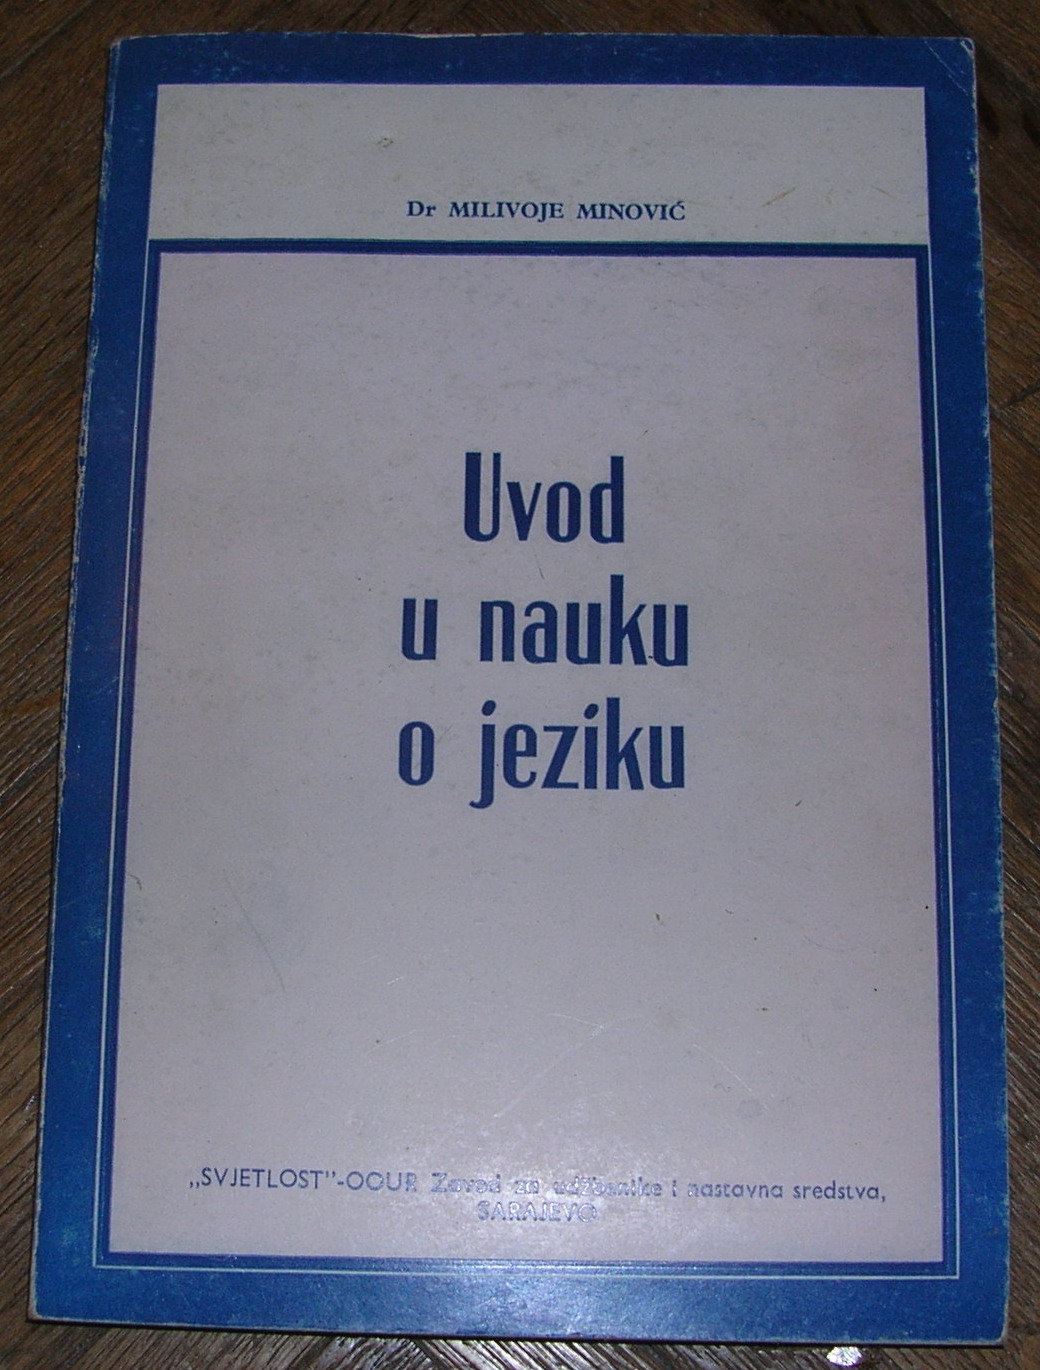 Dr MILIVOJE MINOVIĆ
Uvod
u nauku
o jeziku
„SVJETLOST”-OOUR Zavod za udžbenike i nastavna sredstva,
SARAJEVO